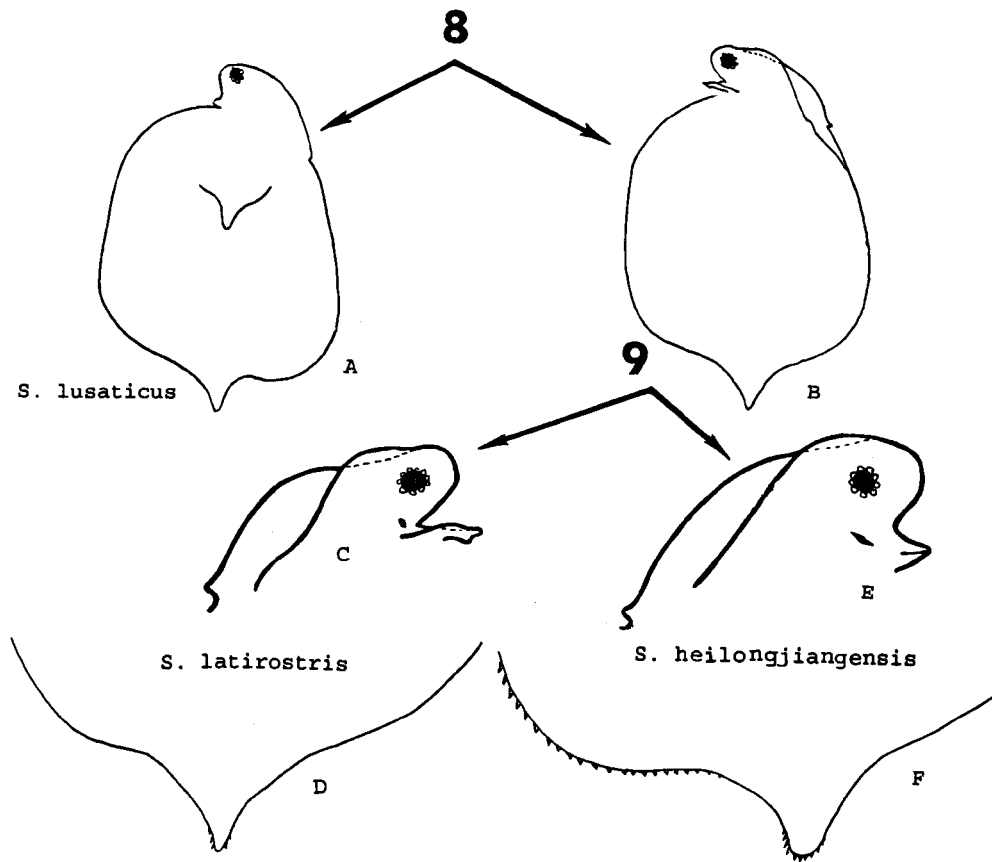 8
A
S. lusaticus
B
9
C
E
S. latirostris
S. heilongjiangensis
D
F